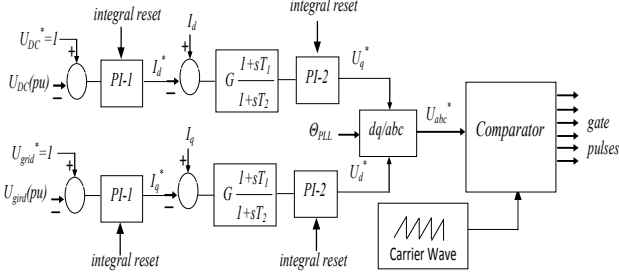 integral reset
I_d
integral reset
U_DC^*=1
+
U_DC(pu)
−
PI-1
I_d^*
+
−
G 1+sT_1
1+sT_2
PI-2
U_q^*
Θ_PLL
dq/abc
U_abc^*
Comparator
gate
pulses
U_grid^*=1
+
U_gird(pu)
−
PI-1
I_q^*
I_q
+
−
G 1+sT_1
1+sT_2
PI-2
U_d^*
integral reset
integral reset
Carrier Wave